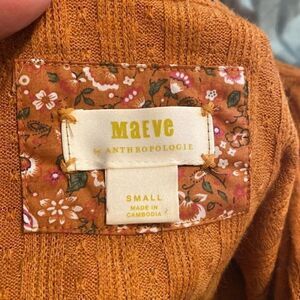 MAEVE
by ANTHROPOLOGIE
SMALL
MADE IN
CAMBODIA